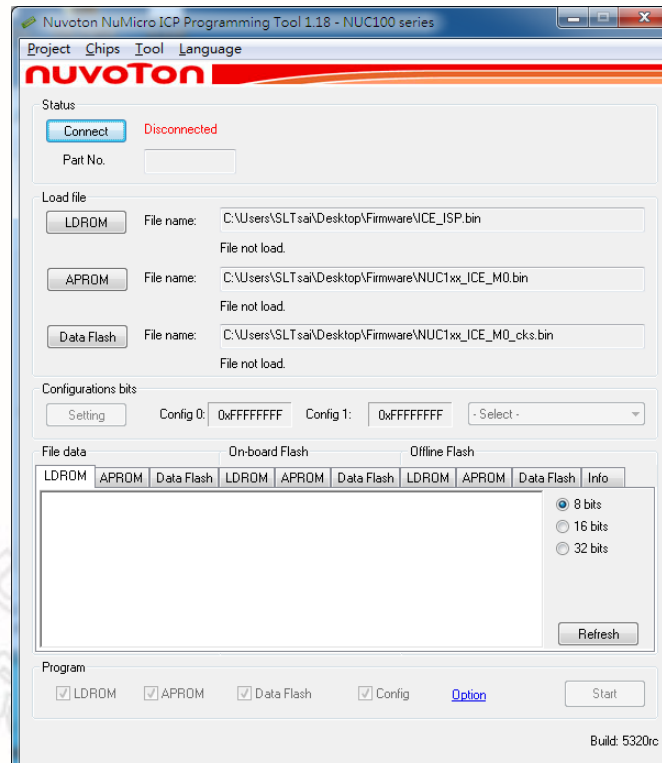 Nuvoton NuMicro ICP Programming Tool 1.18 - NUC100 series
Project Chips Tool Language
nuvoTon
Status
Connect Disconnected
Part No.
Load file
LDROM File name: C:\Users\SLTsai\Desktop\Firmware\ICE_ISP.bin
File not load.
APROM File name: C:\Users\SLTsai\Desktop\Firmware\NUC1xx_ICE_M0.bin
File not load.
Data Flash File name: C:\Users\SLTsai\Desktop\Firmware\NUC1xx_ICE_M0_cks.bin
File not load.
Configurations bits
Setting Config 0: 0xFFFFFFFF Config 1: 0xFFFFFFFF - Select -
File data On-board Flash Offline Flash
LDROM APROM Data Flash LDROM APROM Data Flash LDROM APROM Data Flash Info
8 bits
16 bits
32 bits
Refresh
Program
LDROM APROM Data Flash Config Option Start
Build: 5320rc